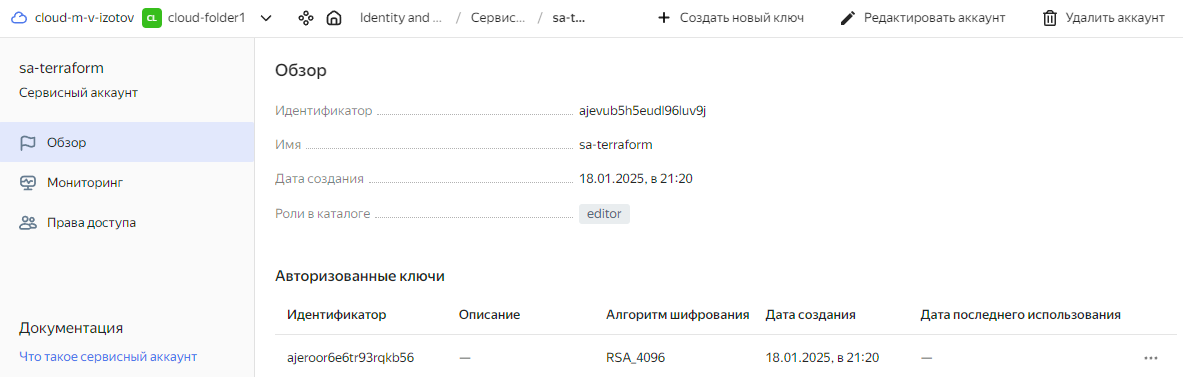 cloud-m-v-izotov CL cloud-folder1 Identity and ... / Сервис... / sa-t... Создать новый ключ Редактировать аккаунт Удалить аккаунт
sa-terraform
Сервисный аккаунт
Обзор
Мониторинг
Права доступа
Документация
Что такое сервисный аккаунт
Обзор
Идентификатор ajevub5h5eudl96luv9j
Имя sa-terraform
Дата создания 18.01.2025, в 21:20
Роли в каталоге editor
Авторизованные ключи
Идентификатор Описание Алгоритм шифрования Дата создания Дата последнего использования
ajeroor6e6tr93rqkb56 — RSA_4096 18.01.2025, в 21:20 —